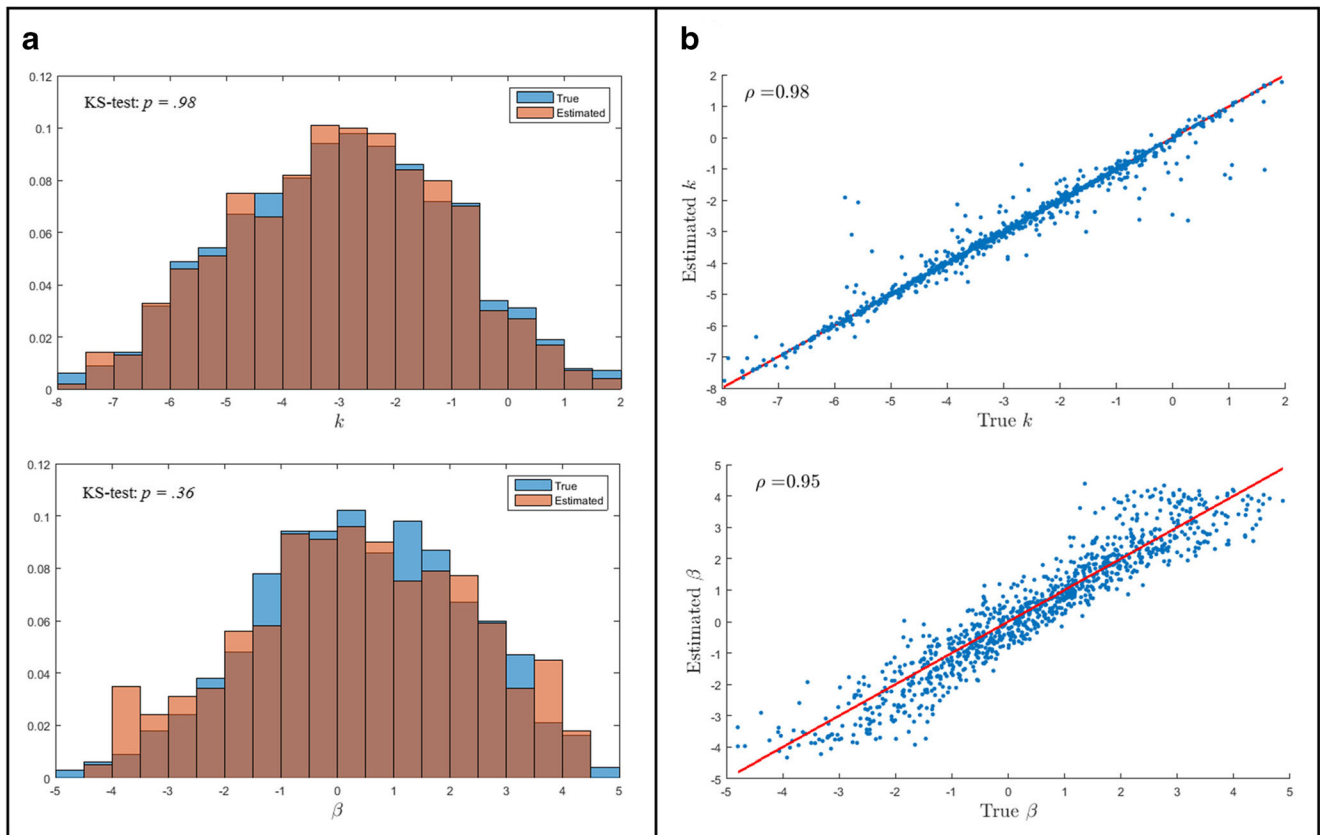 a
KS-test: p = .98
True
Estimated
0.12
0.1
0.08
0.06
0.04
0.02
0
-8 -7 -6 -5 -4 -3 -2 -1 0 1 2
k
KS-test: p = .36
True
Estimated
0.12
0.1
0.08
0.06
0.04
0.02
0
-5 -4 -3 -2 -1 0 1 2 3 4 5
β
b
ρ =0.98
Estimated k
2
1
0
-1
-2
-3
-4
-5
-6
-7
-8
-8 -7 -6 -5 -4 -3 -2 -1 0 1 2
True k
ρ =0.95
Estimated β
5
4
3
2
1
0
-1
-2
-3
-4
-5
-5 -4 -3 -2 -1 0 1 2 3 4 5
True β